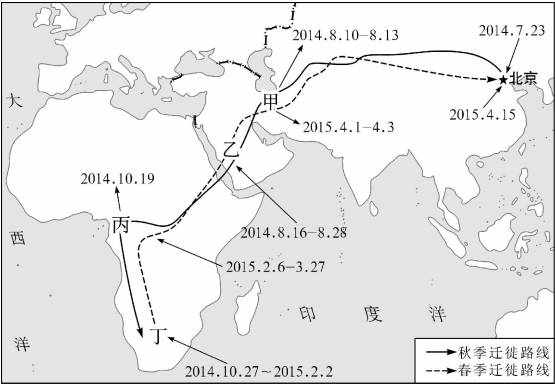 2014.7.23
2014.8.10-8.13
北京
大
甲
2015.4.1-4.3
2015.4.15
乙
2014.10.19
丙
2014.8.16-8.28
西
2015.2.6-3.27
印度洋
丁
洋
2014.10.27～2015.2.2
秋季迁徙路线
春季迁徙路线